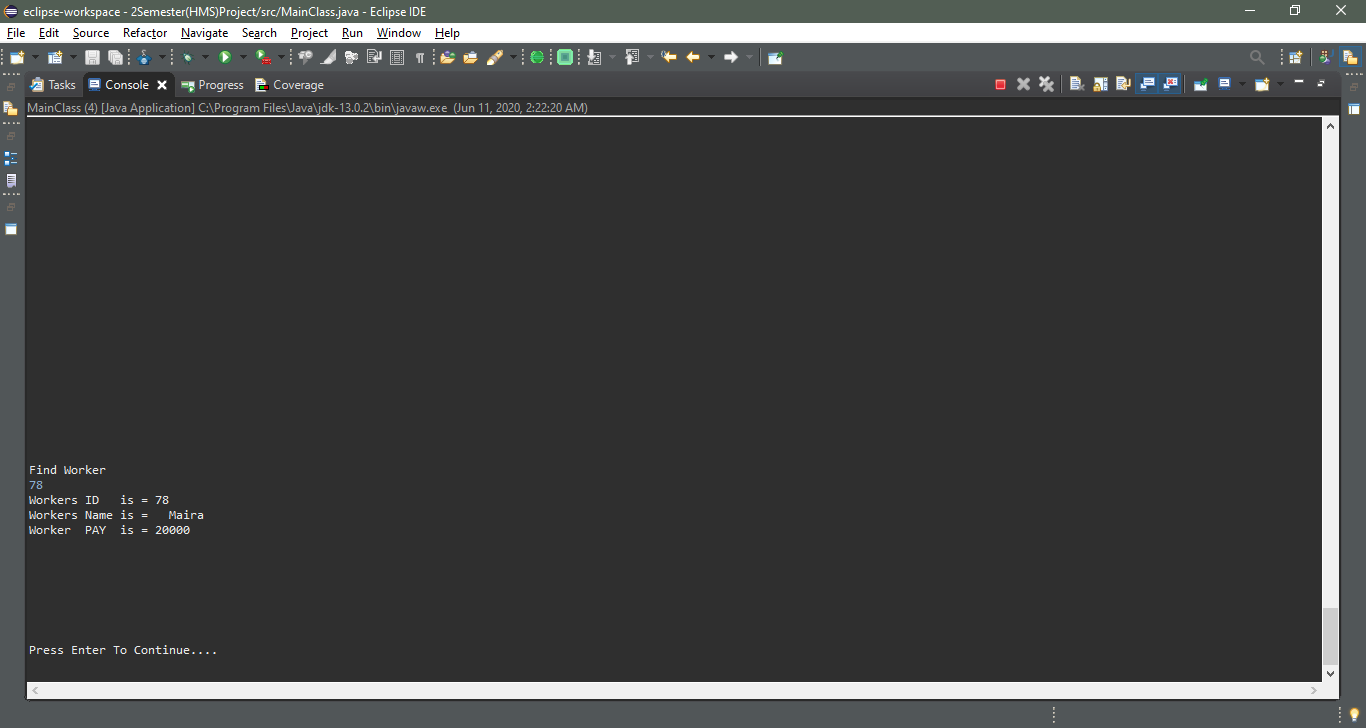 eclipse-workspace - 2Semester(HMS)Project/src/MainClass.java - Eclipse IDE
File Edit Source Refactor Navigate Search Project Run Window Help
Tasks Console Progress Coverage
MainClass (4) [Java Application] C:\Program Files\Java\jdk-13.0.2\bin\javaw.exe (Jun 11, 2020, 2:22:20 AM)
Find Worker
78
Workers ID   is = 78
Workers Name is =   Maira
Worker  PAY  is = 20000
Press Enter To Continue....